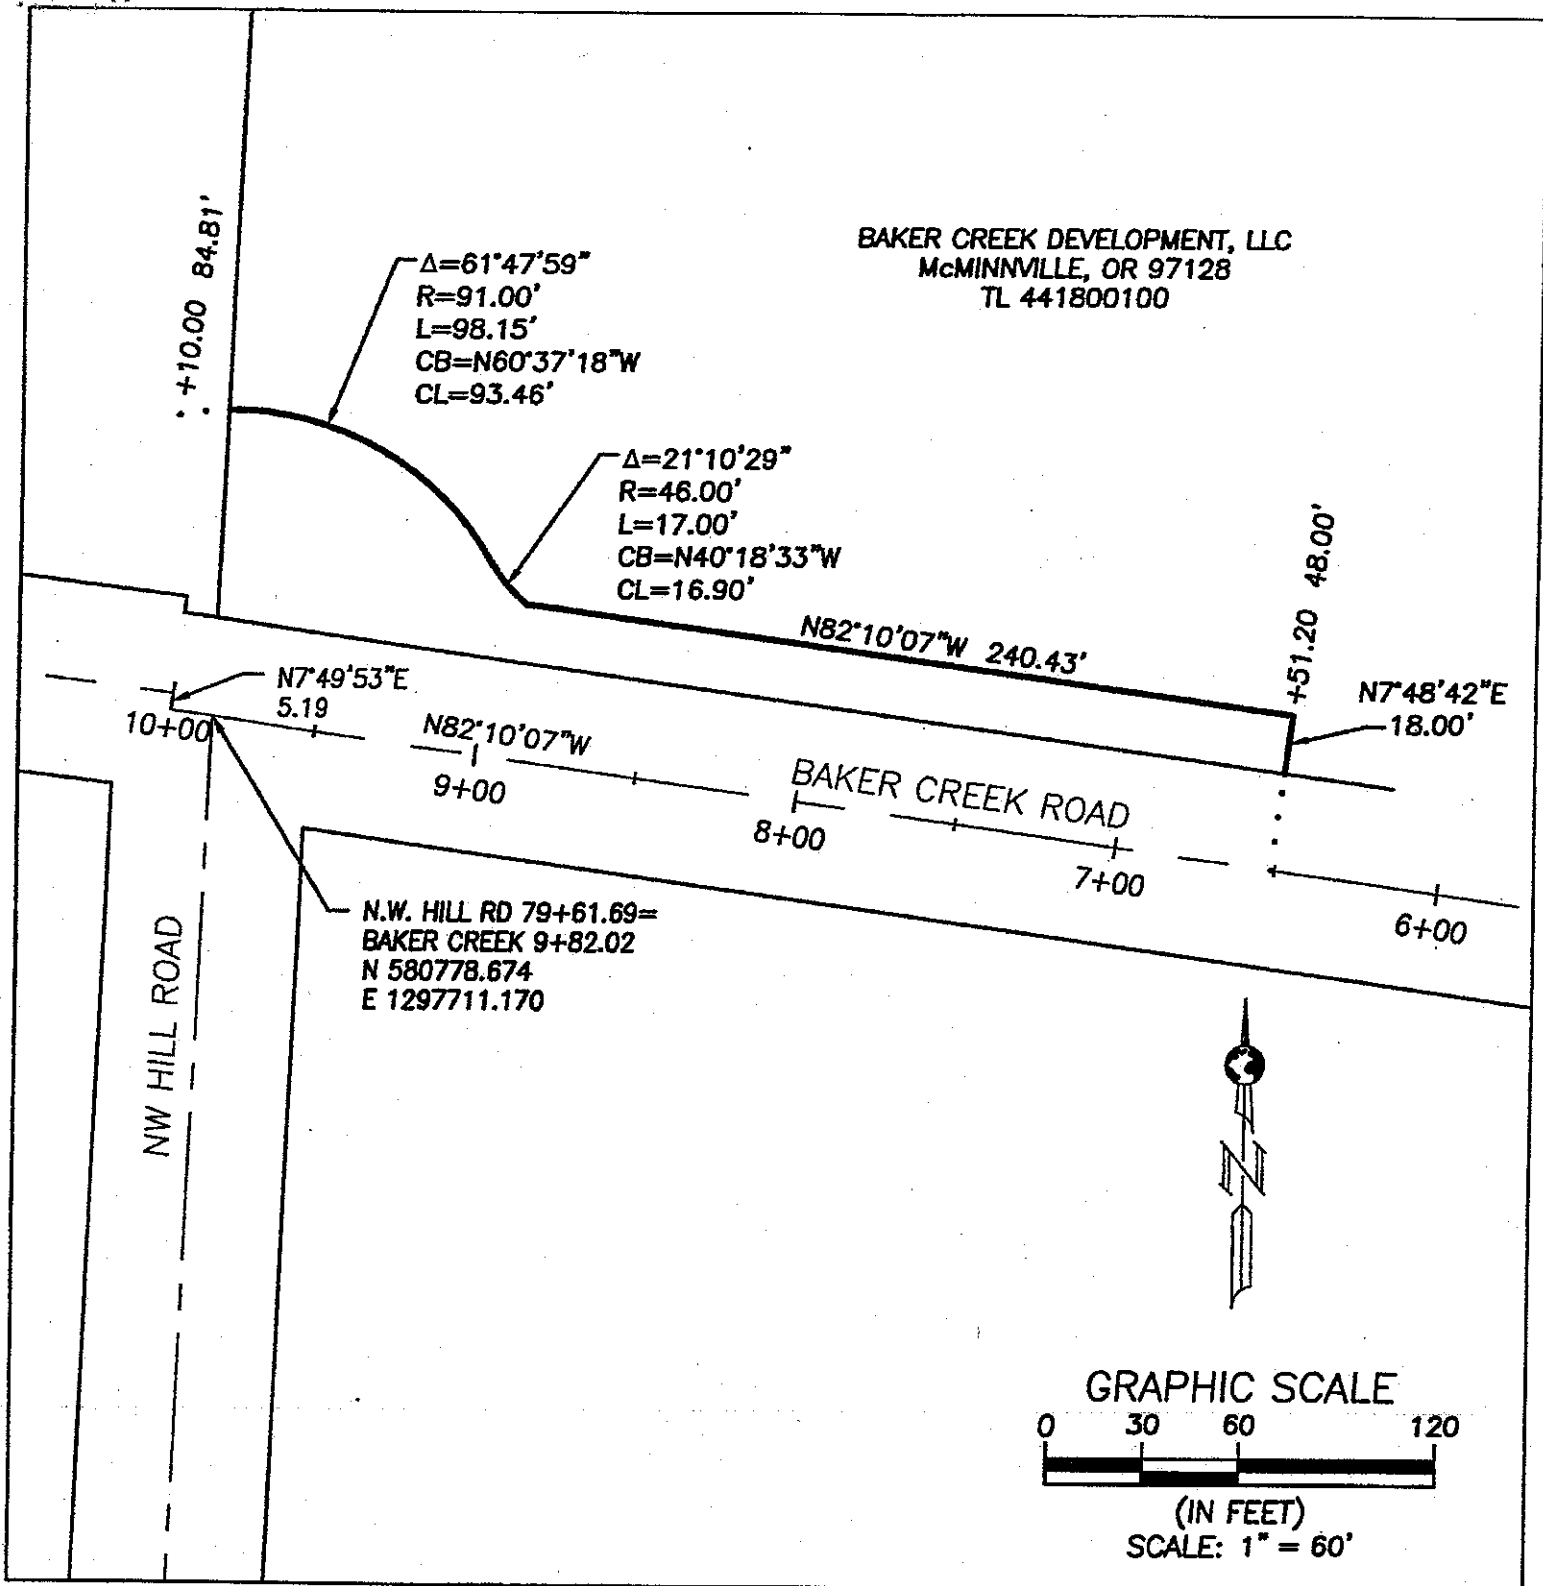 BAKER CREEK DEVELOPMENT, LLC
McMINNVILLE, OR 97128
TL 441800100
+10.00 84.81'
Δ=61°47'59"
R=91.00'
L=98.15'
CB=N60°37'18"W
CL=93.46'
Δ=21°10'29"
R=46.00'
L=17.00'
CB=N40°18'33"W
CL=16.90'
+51.20 48.00'
N82°10'07"W 240.43'
N7°48'42"E
18.00'
N7°49'53"E
5.19
10+00
N82°10'07"W
9+00
BAKER CREEK ROAD
8+00
7+00
6+00
N.W. HILL RD 79+61.69=
BAKER CREEK 9+82.02
N 580778.674
E 1297711.170
NW HILL ROAD
N
GRAPHIC SCALE
0 30 60 120
(IN FEET)
SCALE: 1" = 60'